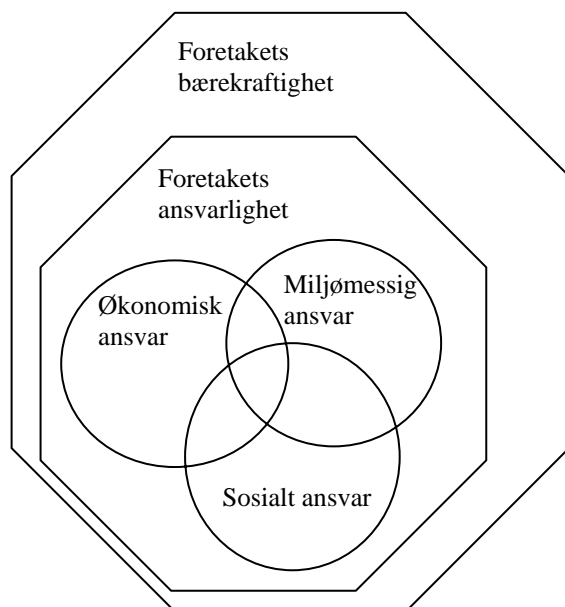 Foretakets
bærekraftighet
Foretakets
ansvarlighet
Økonomisk
ansvar
Miljømessig
ansvar
Sosialt ansvar